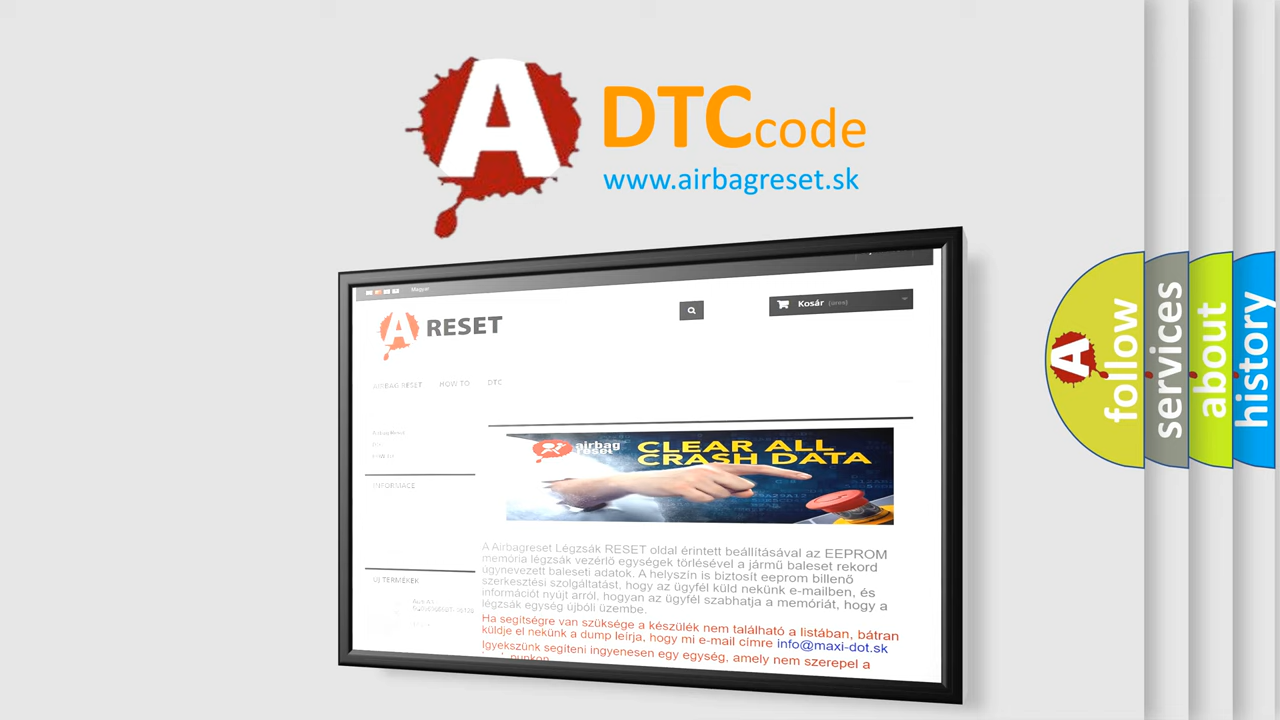 A
DTCcode
www.airbagreset.sk
Magyar
A RESET
Kosár (üres)
AIRBAG RESET HOW TO DTC
INFORMACE
airbag
reset
CLEAR ALL
CRASH DATA
A Airbagreset Légzsák RESET oldal érintett beállításával az EEPROM
memória légzsák vezérlő egységek törlésével a jármű baleset rekord
úgynevezett baleseti adatok. A helyszín is biztosít eeprom billenő
szerkesztési szolgáltatást, hogy az ügyfél küld nekünk e-mailben, és
információt nyújt arról, hogyan az ügyfél szabhatja a memóriát, hogy a
légzsák egység újbóli üzembe.
Ha segítségre van szüksége a készülék nem található a listában, bátran
küldje el nekünk a dump leírja, hogy mi e-mail címre info@maxi-dot.sk
Igyekszünk segíteni ingyenesen egy egység, amely nem szerepel a
ÚJ TERMÉKEK
A
follow
services
about
history